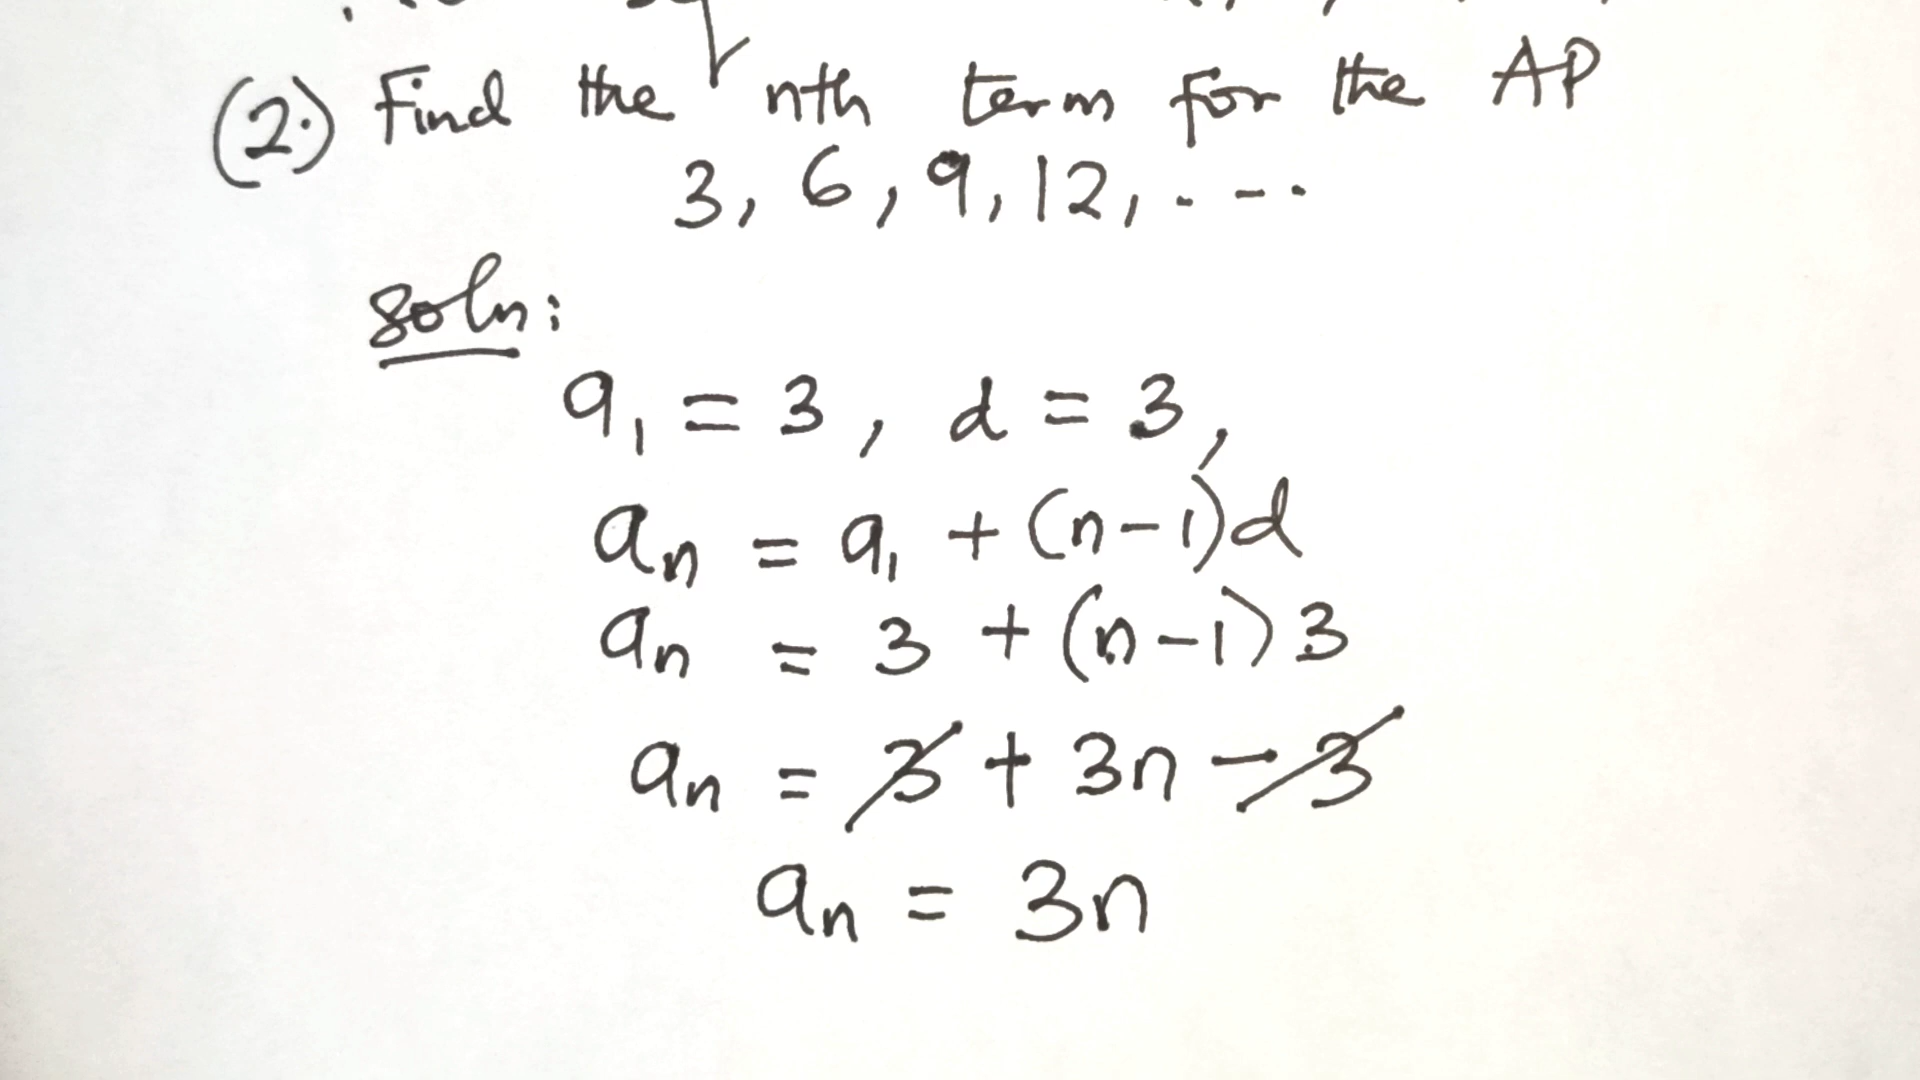 (2.) Find the nth term for the AP
3, 6, 9, 12, . - - .
Soln:
a₁ = 3, d = 3,
aₙ = a₁ + (n-1)d
aₙ = 3 + (n-1)3
aₙ = 3 + 3n - 3
aₙ = 3n